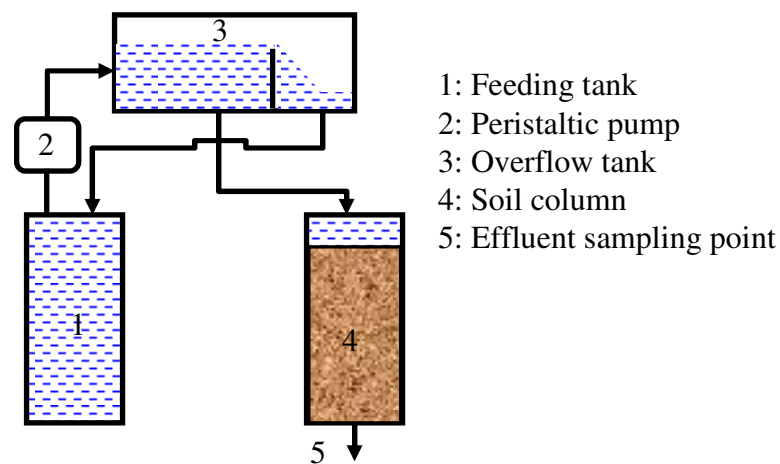 3
2
1
4
5
1: Feeding tank
2: Peristaltic pump
3: Overflow tank
4: Soil column
5: Effluent sampling point